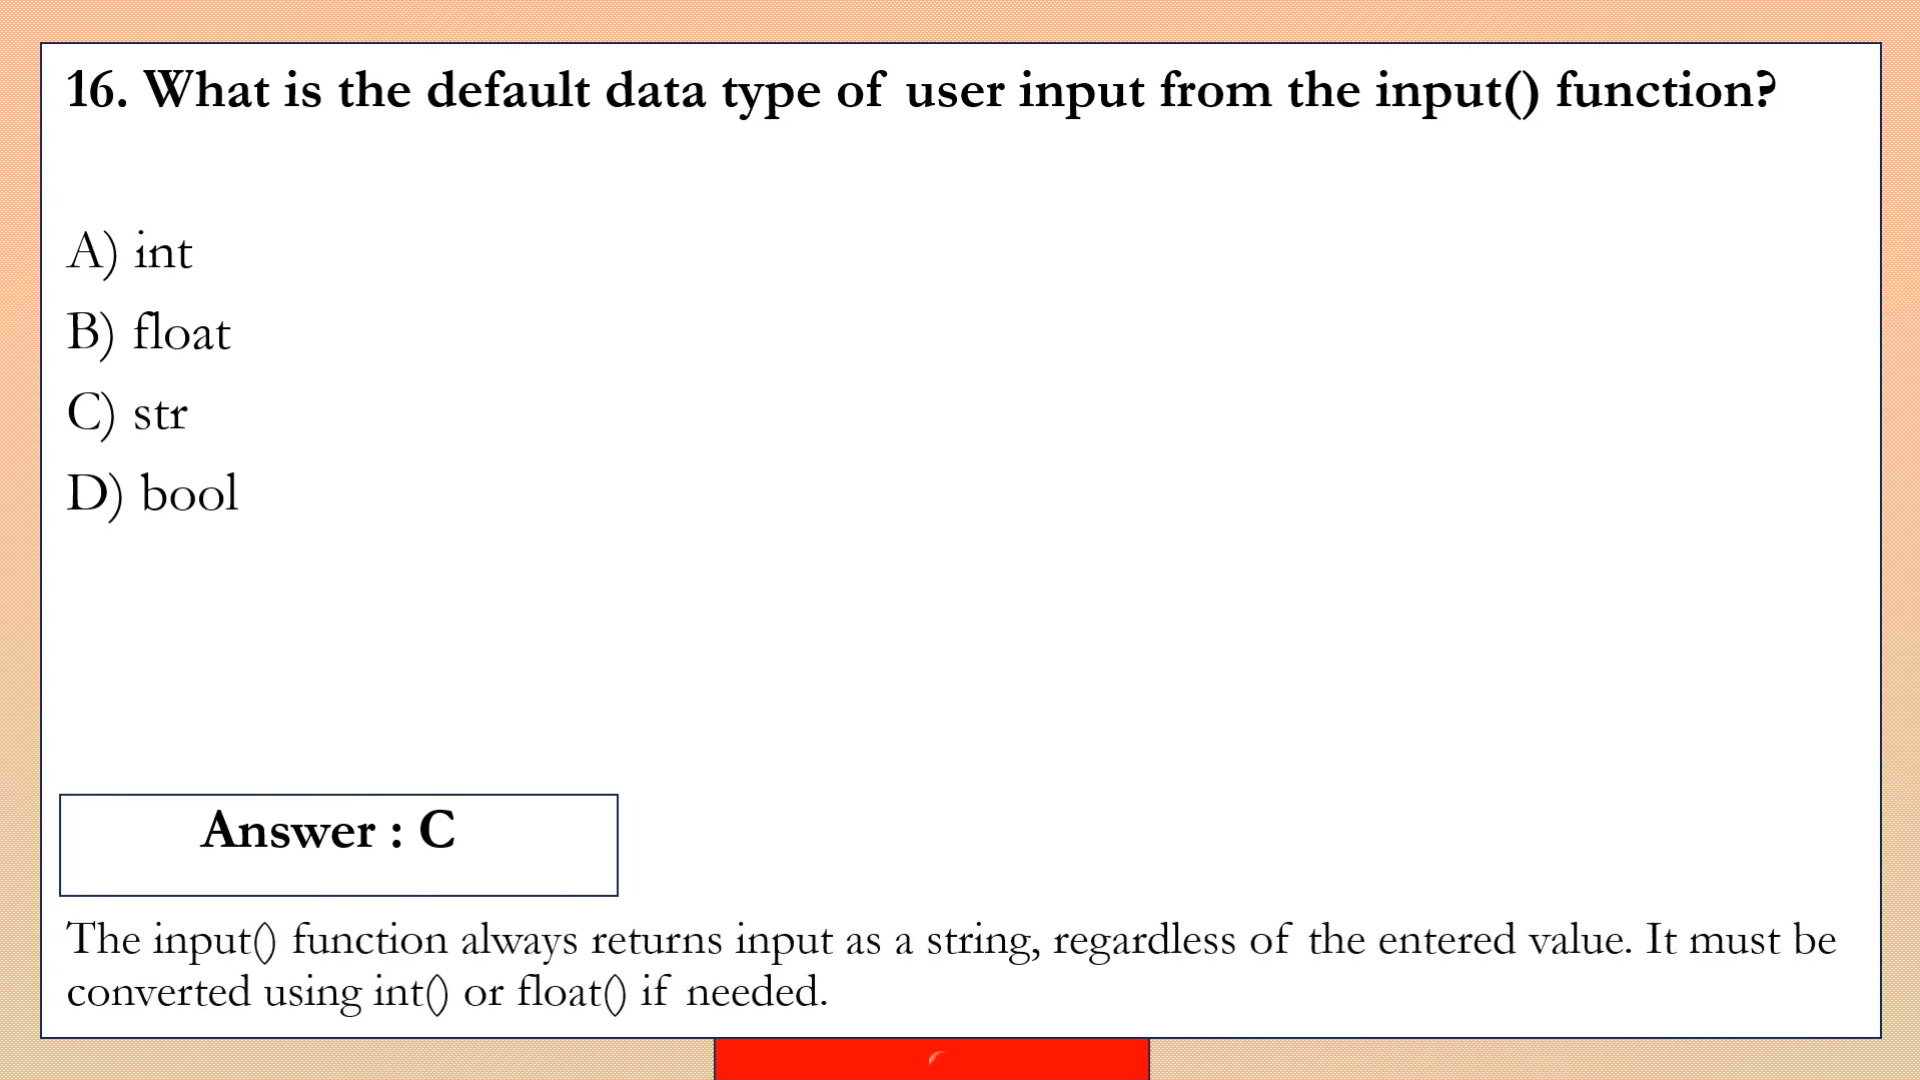 16. What is the default data type of user input from the input() function?
A) int
B) float
C) str
D) bool
Answer : C
The input() function always returns input as a string, regardless of the entered value. It must be
converted using int() or float() if needed.